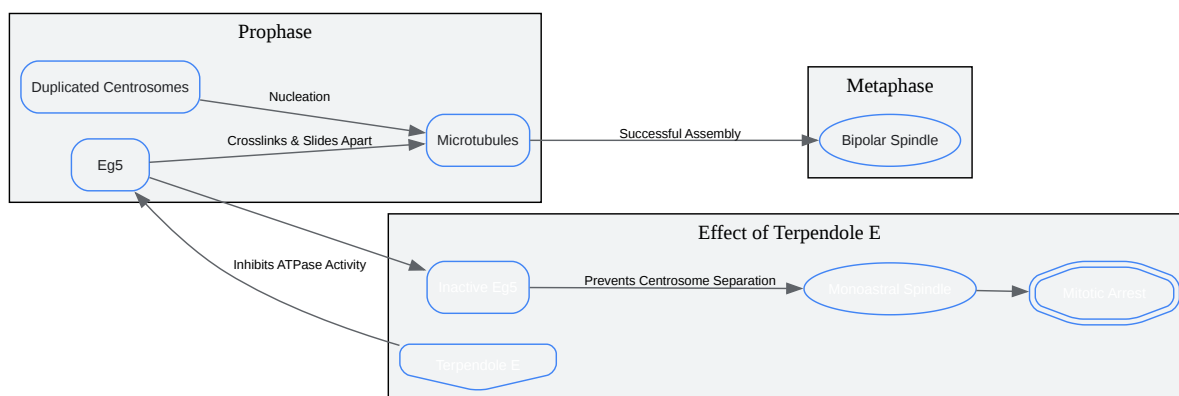 Prophase
Duplicated Centrosomes
Nucleation
Crosslinks & Slides Apart
Eg5
Microtubules
Successful Assembly
Metaphase
Bipolar Spindle
Effect of Terpendole E
Inhibits ATPase Activity
Inactive Eg5
Prevents Centrosome Separation
Monoastral Spindle
Mitotic Arrest
Terpendole E